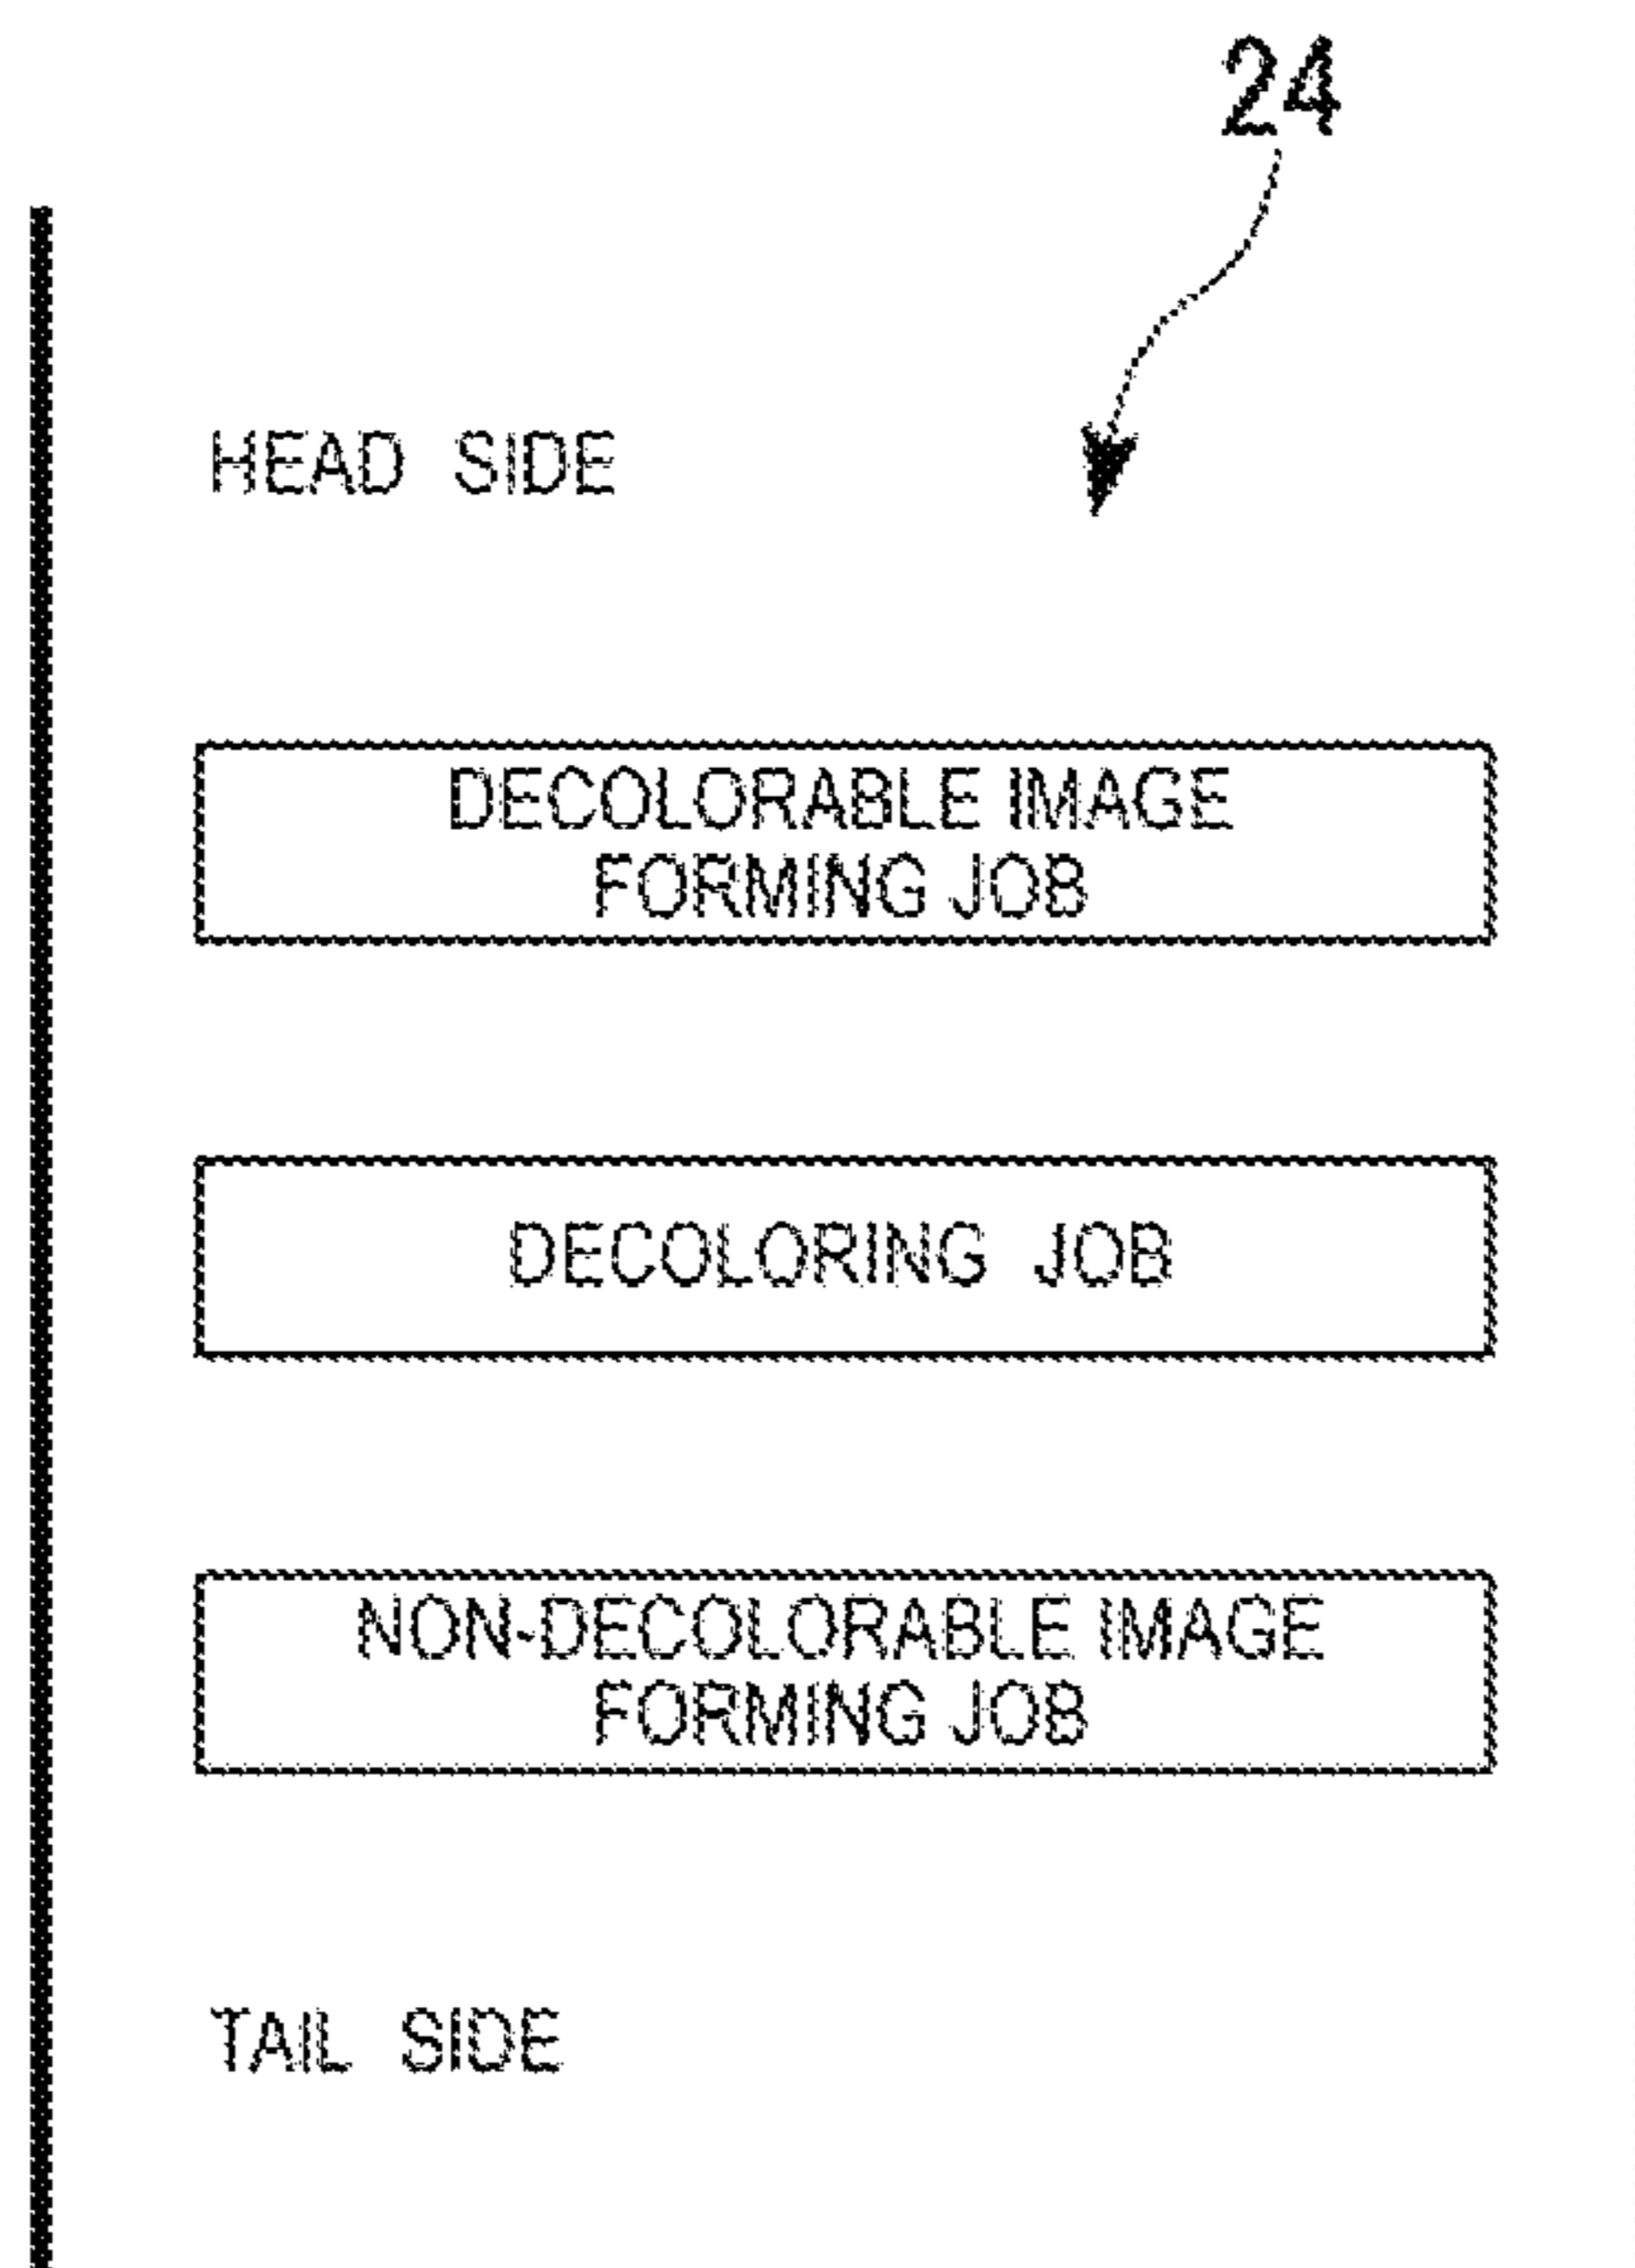 24
HEAD SIDE
DECOLORABLE IMAGE
FORMING JOB
DECOLORING JOB
NON-DECOLORABLE IMAGE
FORMING JOB
TAIL SIDE